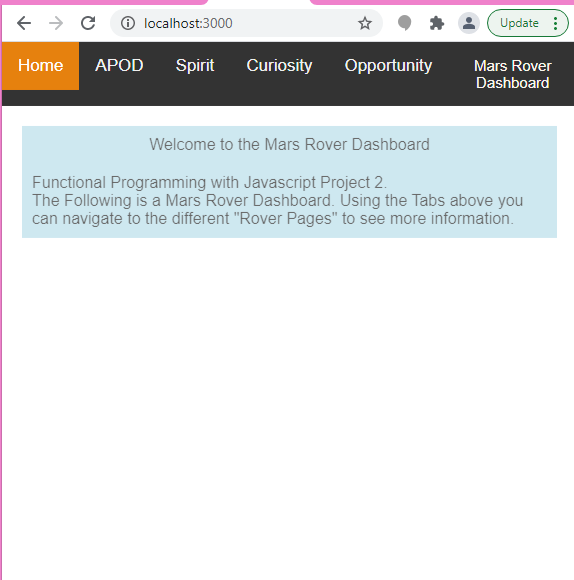 localhost:3000
Update
Home
APOD
Spirit
Curiosity
Opportunity
Mars Rover
Dashboard
Welcome to the Mars Rover Dashboard
Functional Programming with Javascript Project 2.
The Following is a Mars Rover Dashboard. Using the Tabs above you
can navigate to the different "Rover Pages" to see more information.